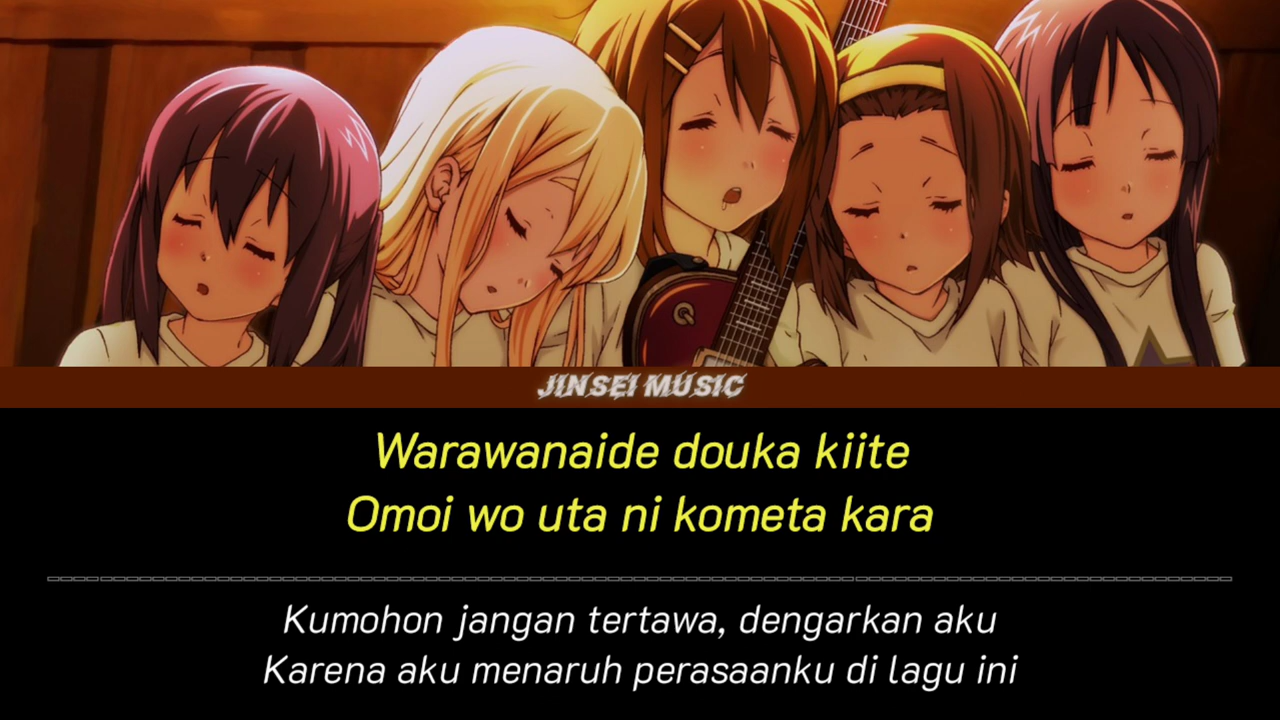 JINSEI MUSIC
Warawanaide douka kiite
Omoi wo uta ni kometa kara
Kumohon jangan tertawa, dengarkan aku
Karena aku menaruh perasaanku di lagu ini